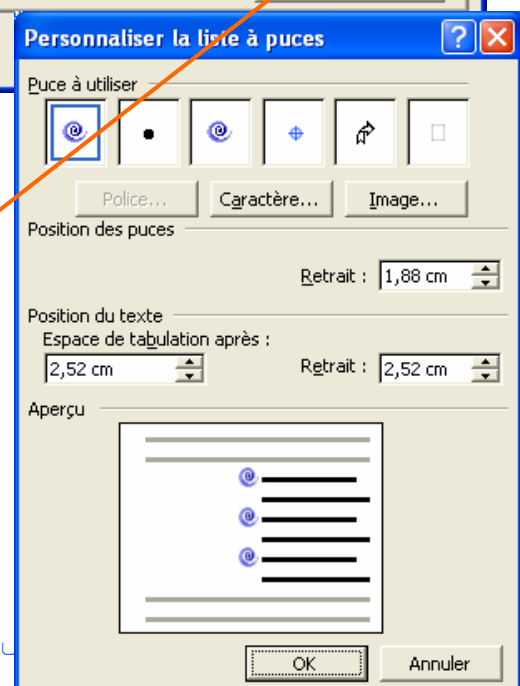 Personnaliser la liste à puces
Puce à utiliser
Police... Caractère... Image...
Position des puces
Retrait : 1,88 cm
Position du texte
Espace de tabulation après :
2,52 cm Retrait : 2,52 cm
Aperçu
OK Annuler